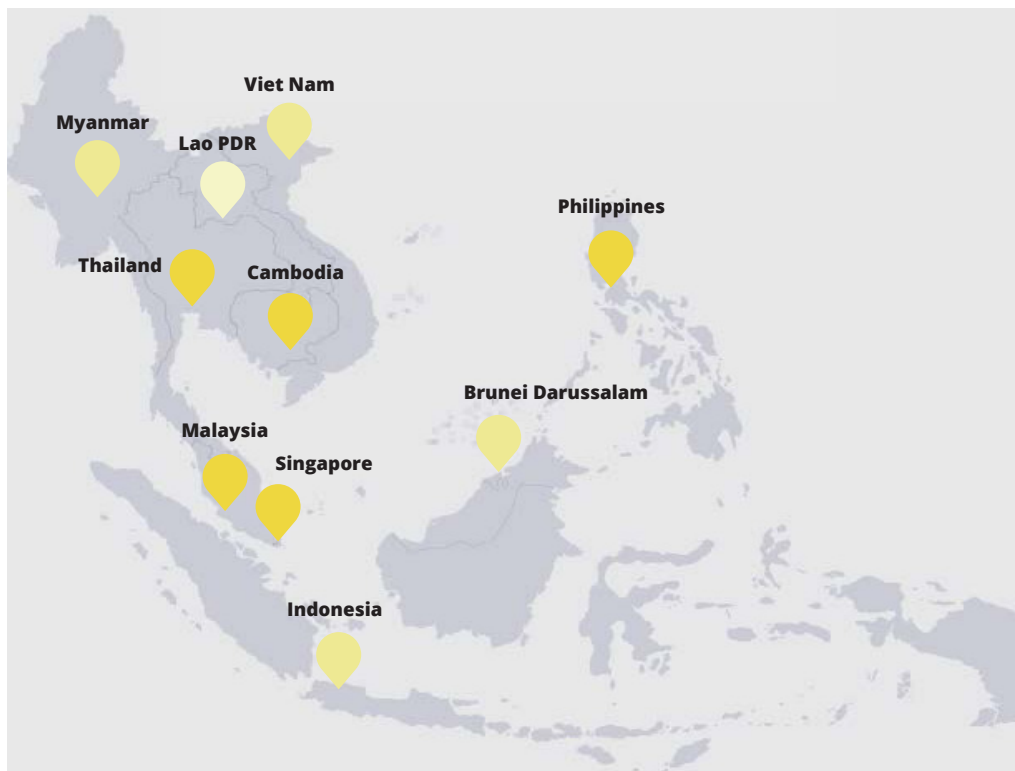 Viet Nam
Myanmar
Lao PDR
Philippines
Thailand
Cambodia
Brunei Darussalam
Malaysia
Singapore
Indonesia